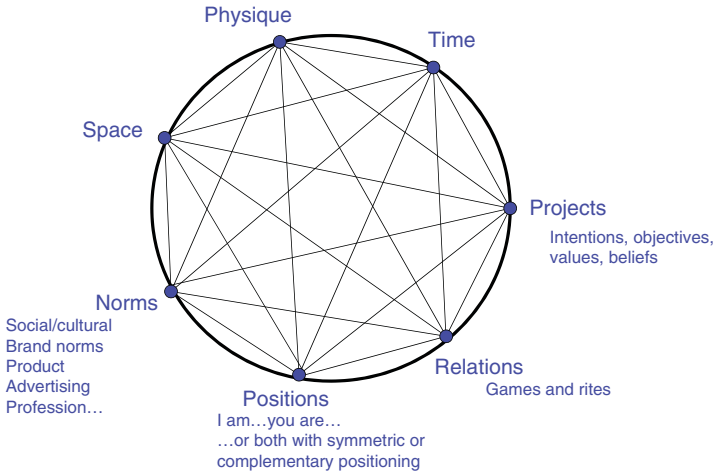 Physique
Time
Space
Projects
Intentions, objectives,
values, beliefs
Norms
Social/cultural
Brand norms
Product
Advertising
Profession…
Relations
Games and rites
Positions
I am…you are…
…or both with symmetric or
complementary positioning